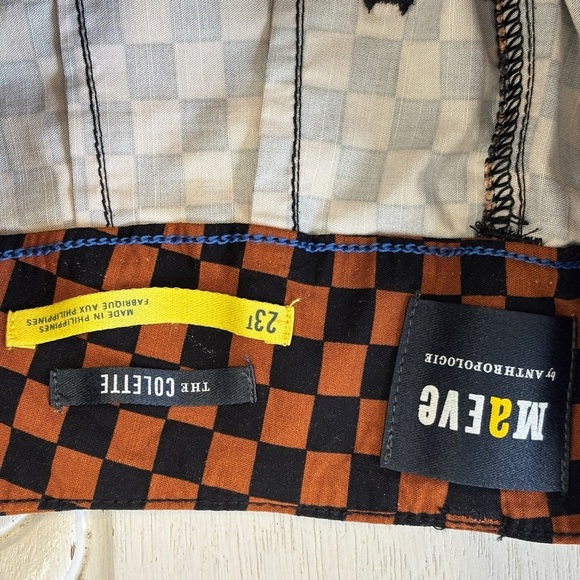 MaEve
by ANTHROPOLOGIE
THE COLETTE
23T
MADE IN PHILIPPINES
FABRIQUE AUX PHILIPPINES